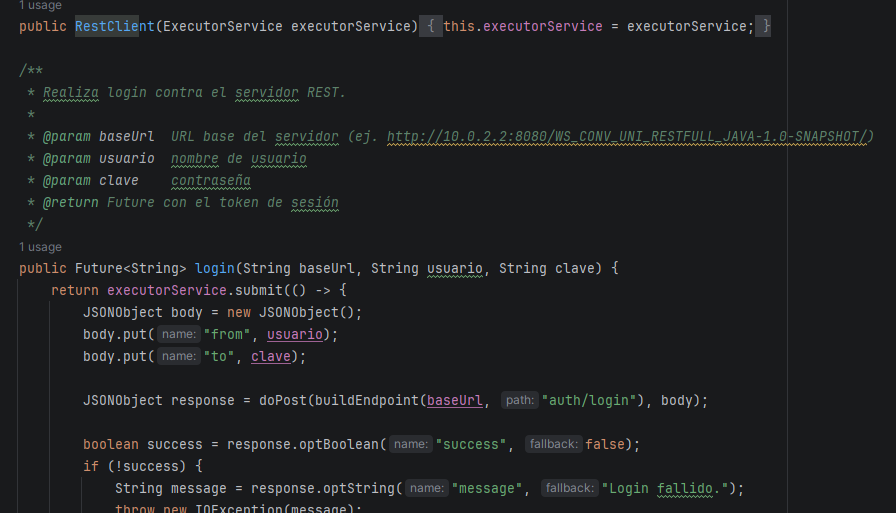 1 usage
public RestClient(ExecutorService executorService) { this.executorService = executorService; }
/**
* Realiza login contra el servidor REST.
*
* @param baseUrl URL base del servidor (ej. http://10.0.2.2:8080/WS_CONV_UNI_RESTFULL_JAVA-1.0-SNAPSHOT/)
* @param usuario nombre de usuario
* @param clave contraseña
* @return Future con el token de sesión
*/
1 usage
public Future<String> login(String baseUrl, String usuario, String clave) {
return executorService.submit(() -> {
JSONObject body = new JSONObject();
body.put( name: "from", usuario);
body.put( name: "to", clave);
JSONObject response = doPost(buildEndpoint(baseUrl, path: "auth/login"), body);
boolean success = response.optBoolean( name: "success", fallback: false);
if (!success) {
String message = response.optString( name: "message", fallback: "Login fallido.");
throw new IOException(message);